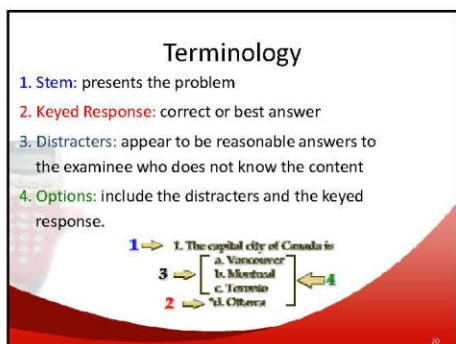 Terminology
1. Stem: presents the problem
2. Keyed Response: correct or best answer
3. Distracters: appear to be reasonable answers to
the examinee who does not know the content
4. Options: include the distracters and the keyed
response.
1 1. The capital city of Canada is
a. Vancouver
3 b. Montreal 4
c. Toronto
2 *d. Ottawa
20